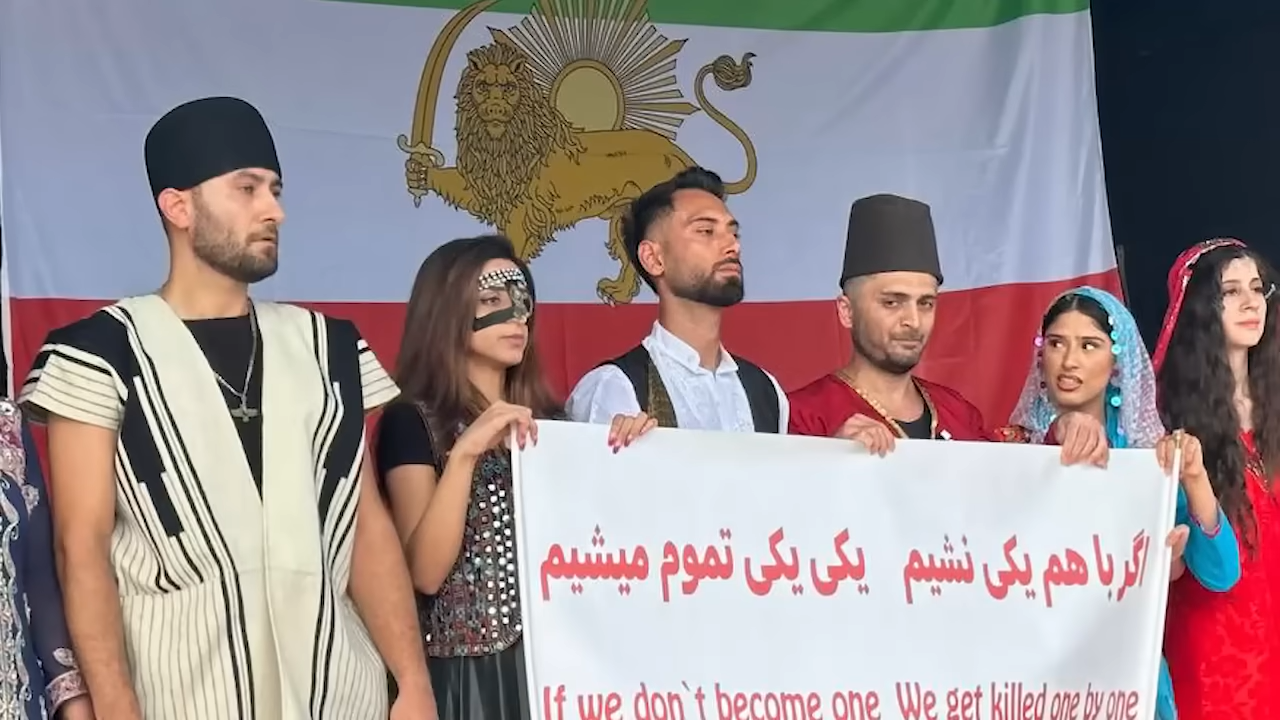 اگر با هم یکی نشیم یکی یکی تموم میشیم
If we don`t become one We get killed one by one